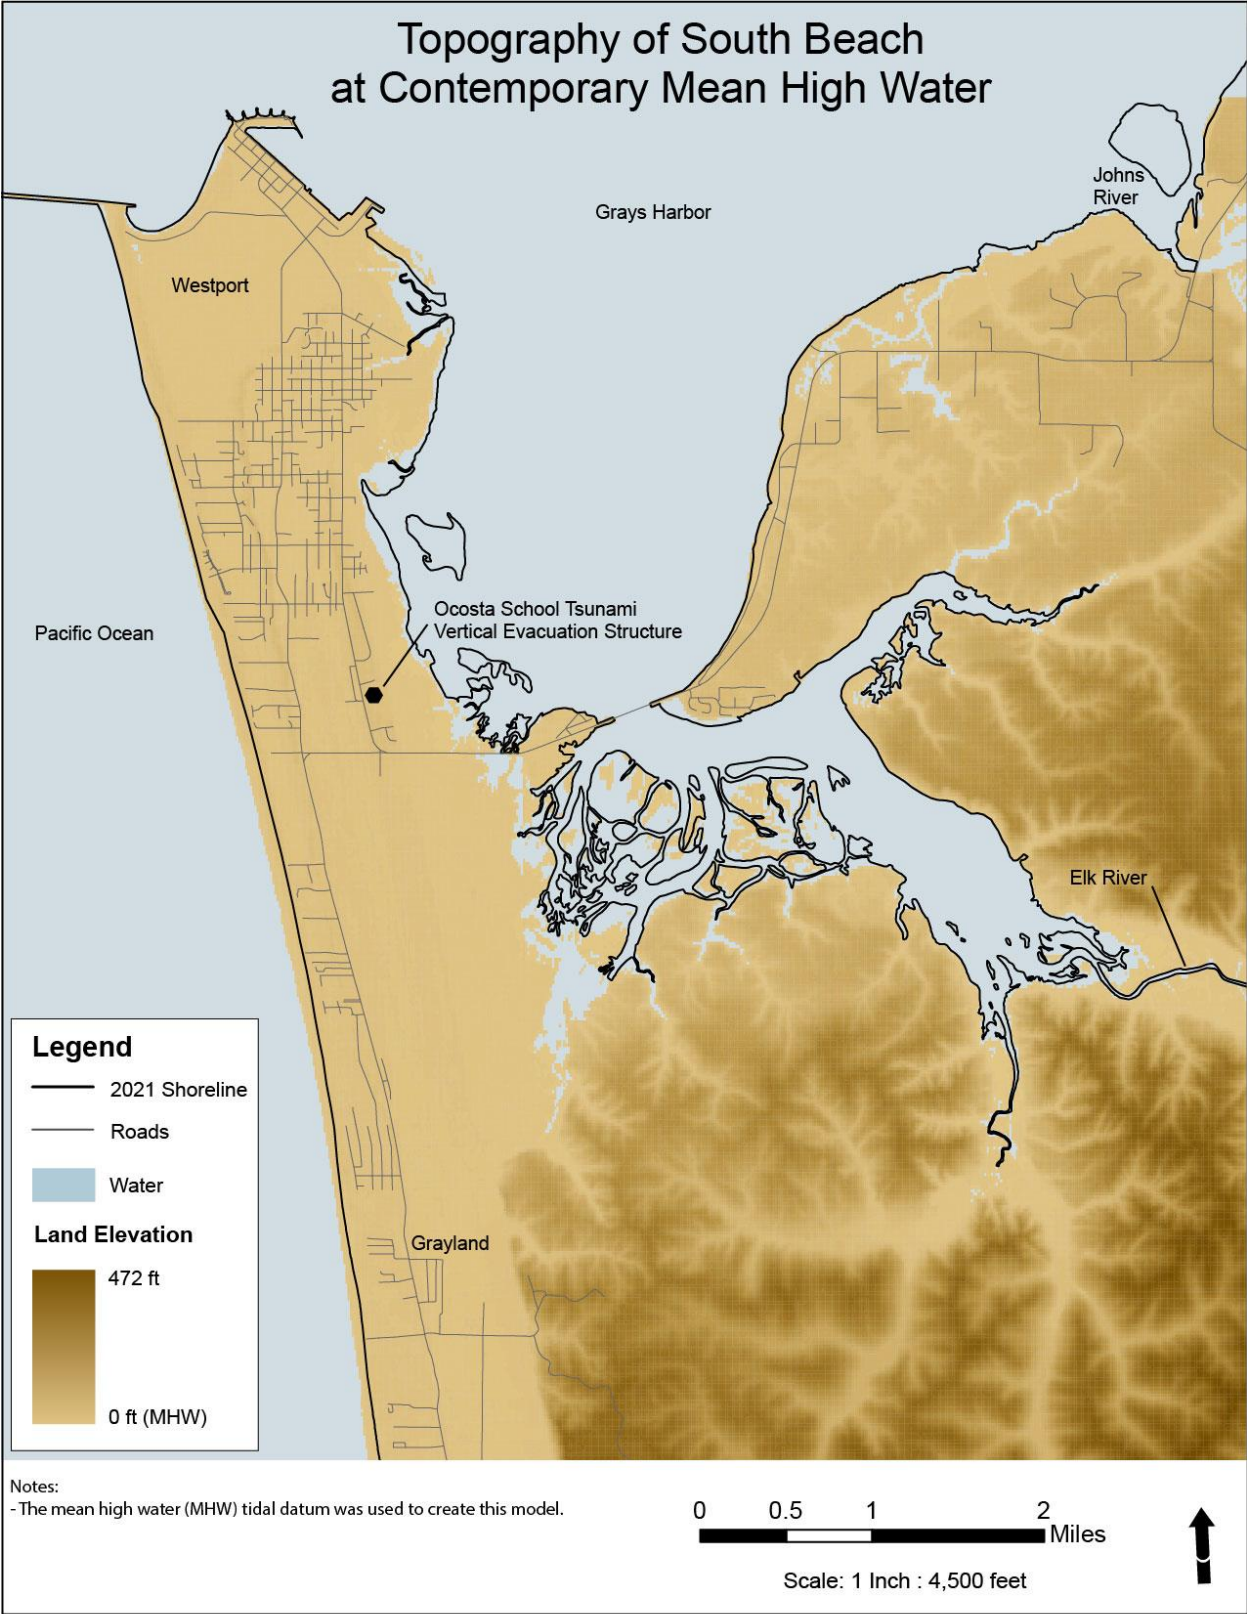 Topography of South Beach
at Contemporary Mean High Water
Johns
River
Grays Harbor
Westport
Ocosta School Tsunami
Vertical Evacuation Structure
Pacific Ocean
Elk River
Legend
2021 Shoreline
Roads
Water
Land Elevation
472 ft
0 ft (MHW)
Grayland
Notes:
- The mean high water (MHW) tidal datum was used to create this model.
0 0.5 1 2
Miles
Scale: 1 Inch : 4,500 feet